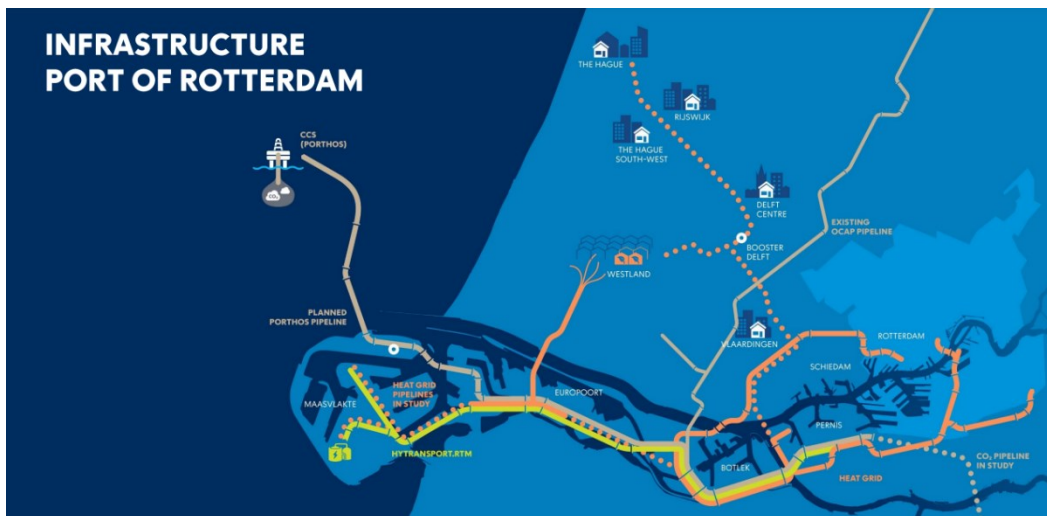 INFRASTRUCTURE
PORT OF ROTTERDAM
THE HAGUE
RIJSWIJK
THE HAGUE
SOUTH-WEST
CCS
(PORTHOS)
CO₂
DELFT
CENTRE
EXISTING
OCAP PIPELINE
BOOSTER
DELFT
WESTLAND
PLANNED
PORTHOS PIPELINE
VLAARDINGEN
ROTTERDAM
SCHIEDAM
HEAT GRID
PIPELINES
IN STUDY
MAASVLAKTE
EUROPOORT
PERNIS
HYTRANSPORT.RTM
BOTLEK
HEAT GRID
CO₂ PIPELINE
IN STUDY